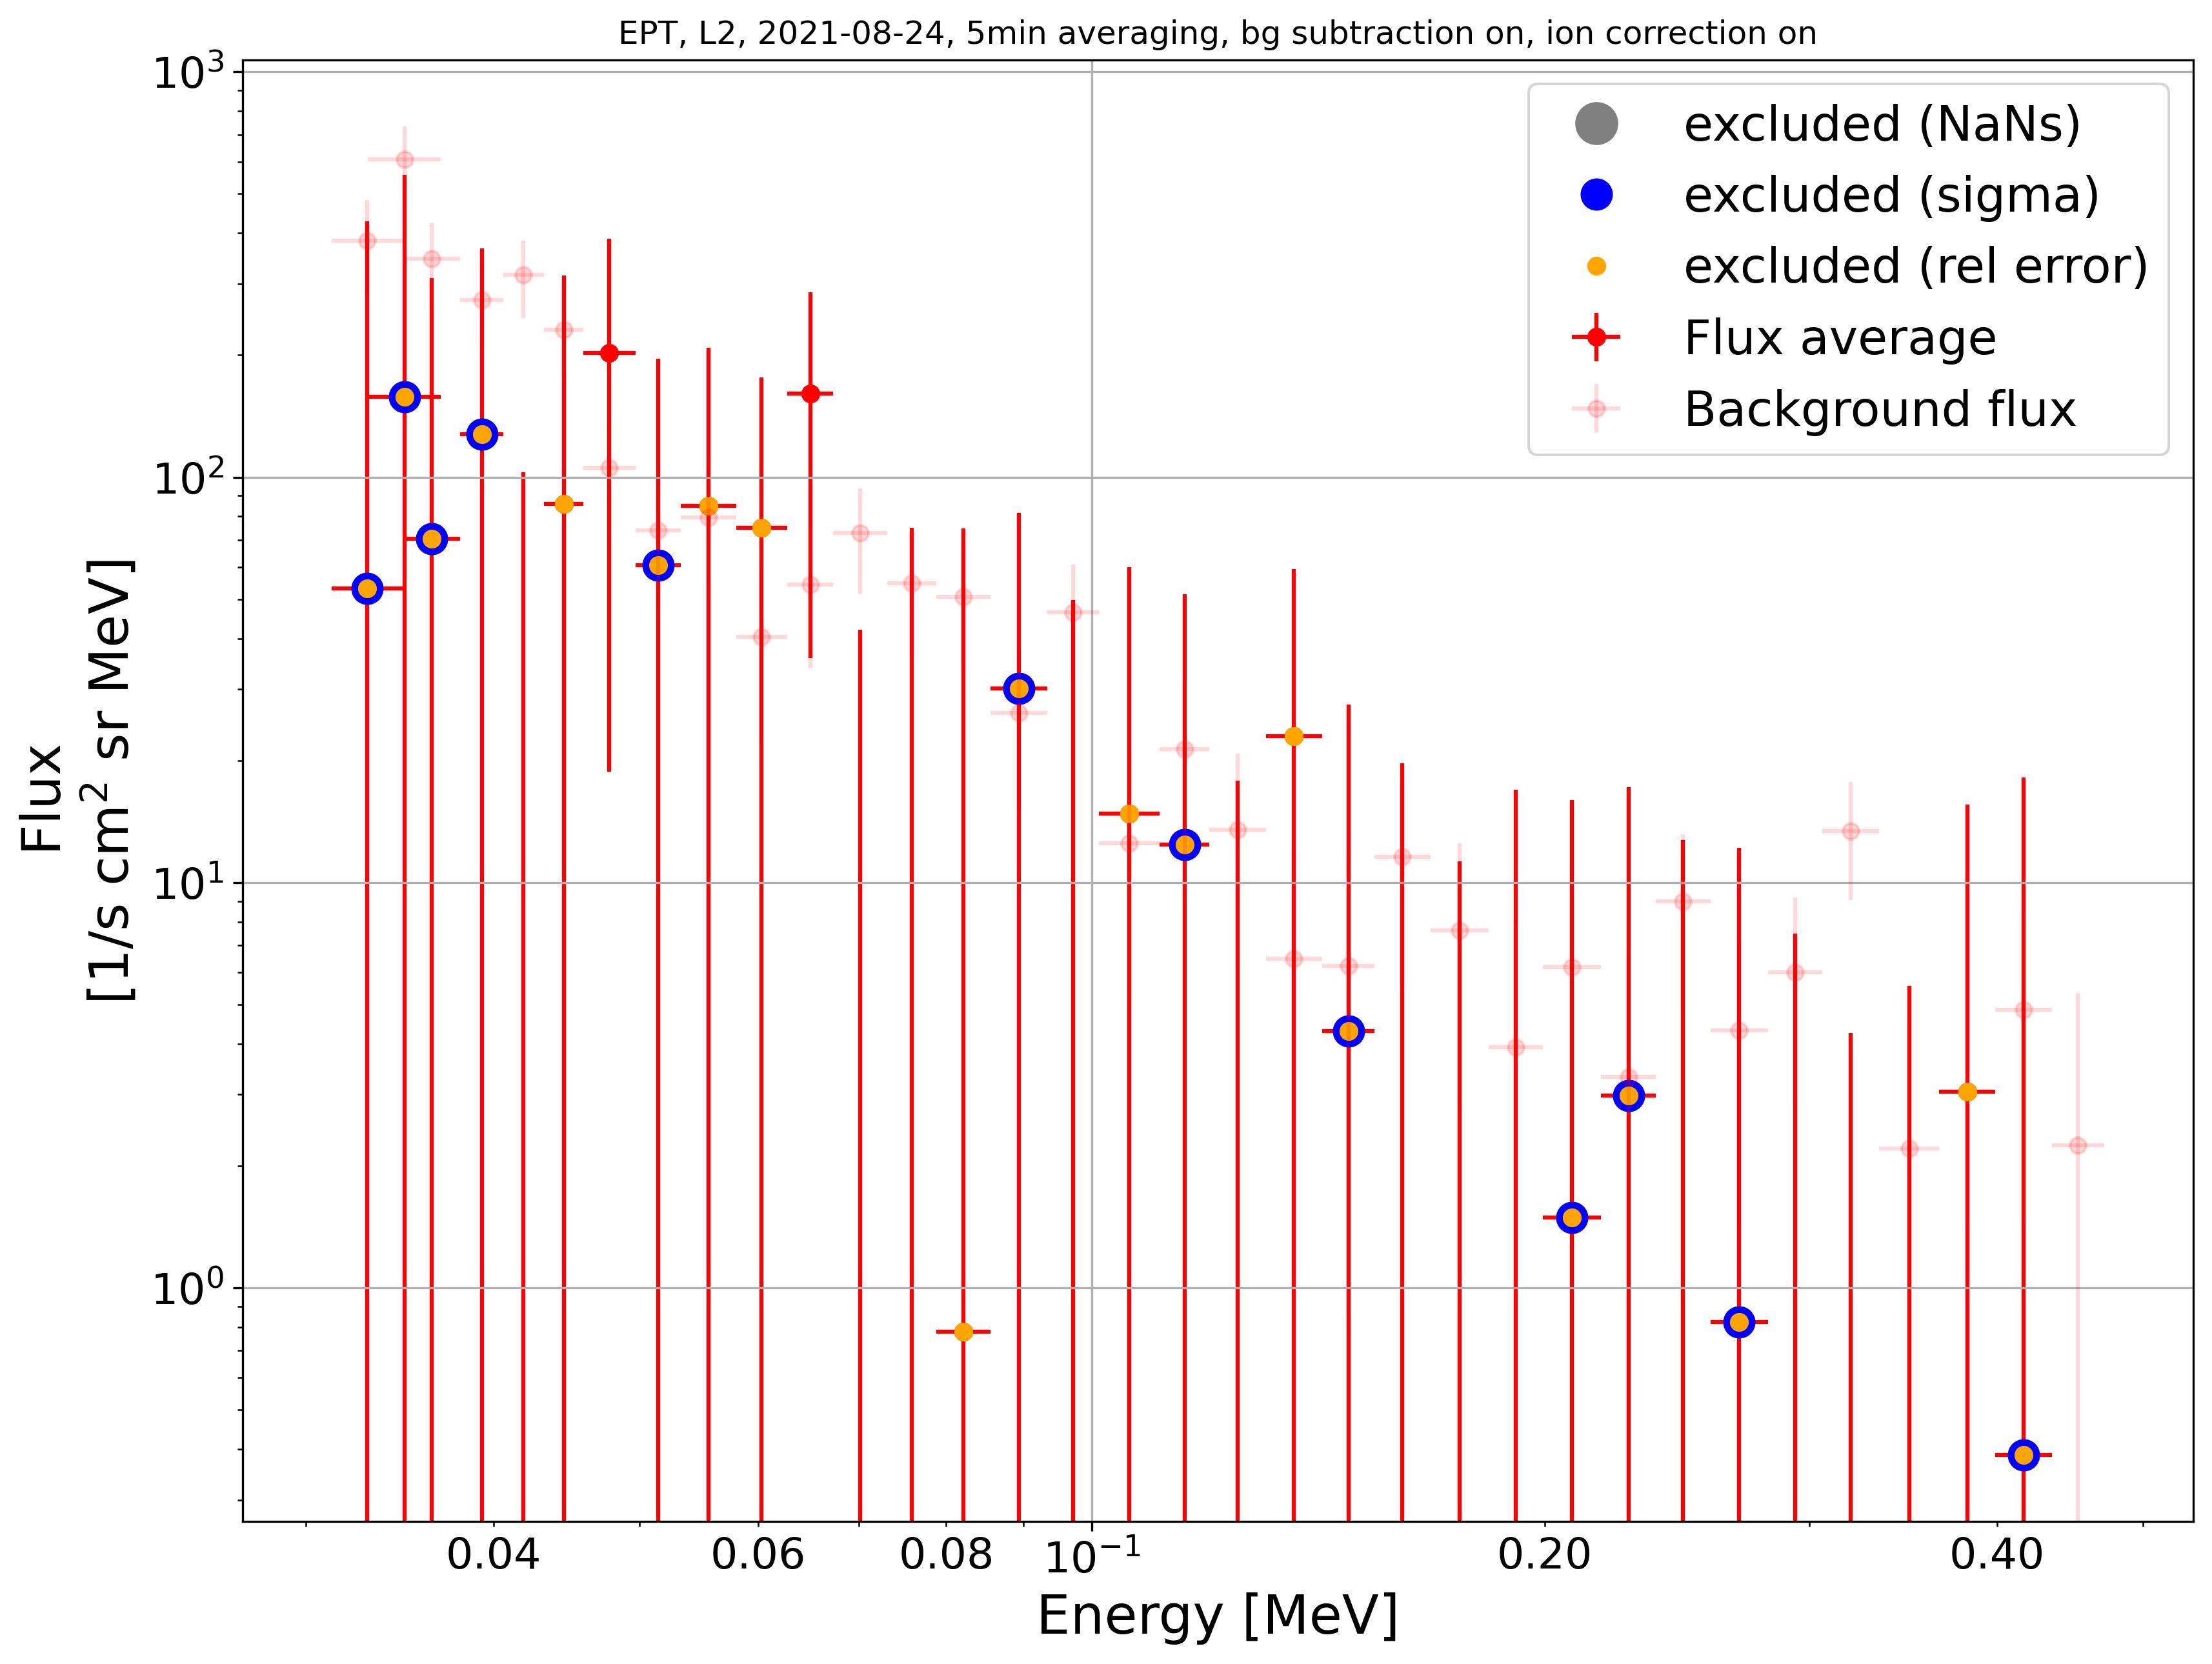 EPT, L2, 2021-08-24, 5min averaging, bg subtraction on, ion correction on
10³
10²
10¹
10⁰
Flux
[1/s cm² sr MeV]
excluded (NaNs)
excluded (sigma)
excluded (rel error)
Flux average
Background flux
0.04 0.06 0.08 10⁻¹ 0.20 0.40
Energy [MeV]